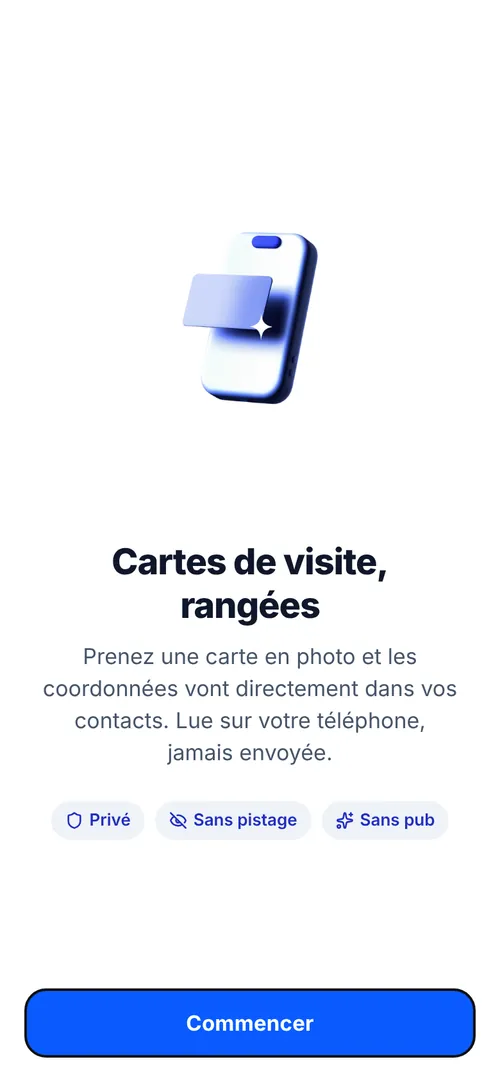 Cartes de visite,
rangées
Prenez une carte en photo et les
coordonnées vont directement dans vos
contacts. Lue sur votre téléphone,
jamais envoyée.
Privé
Sans pistage
Sans pub
Commencer